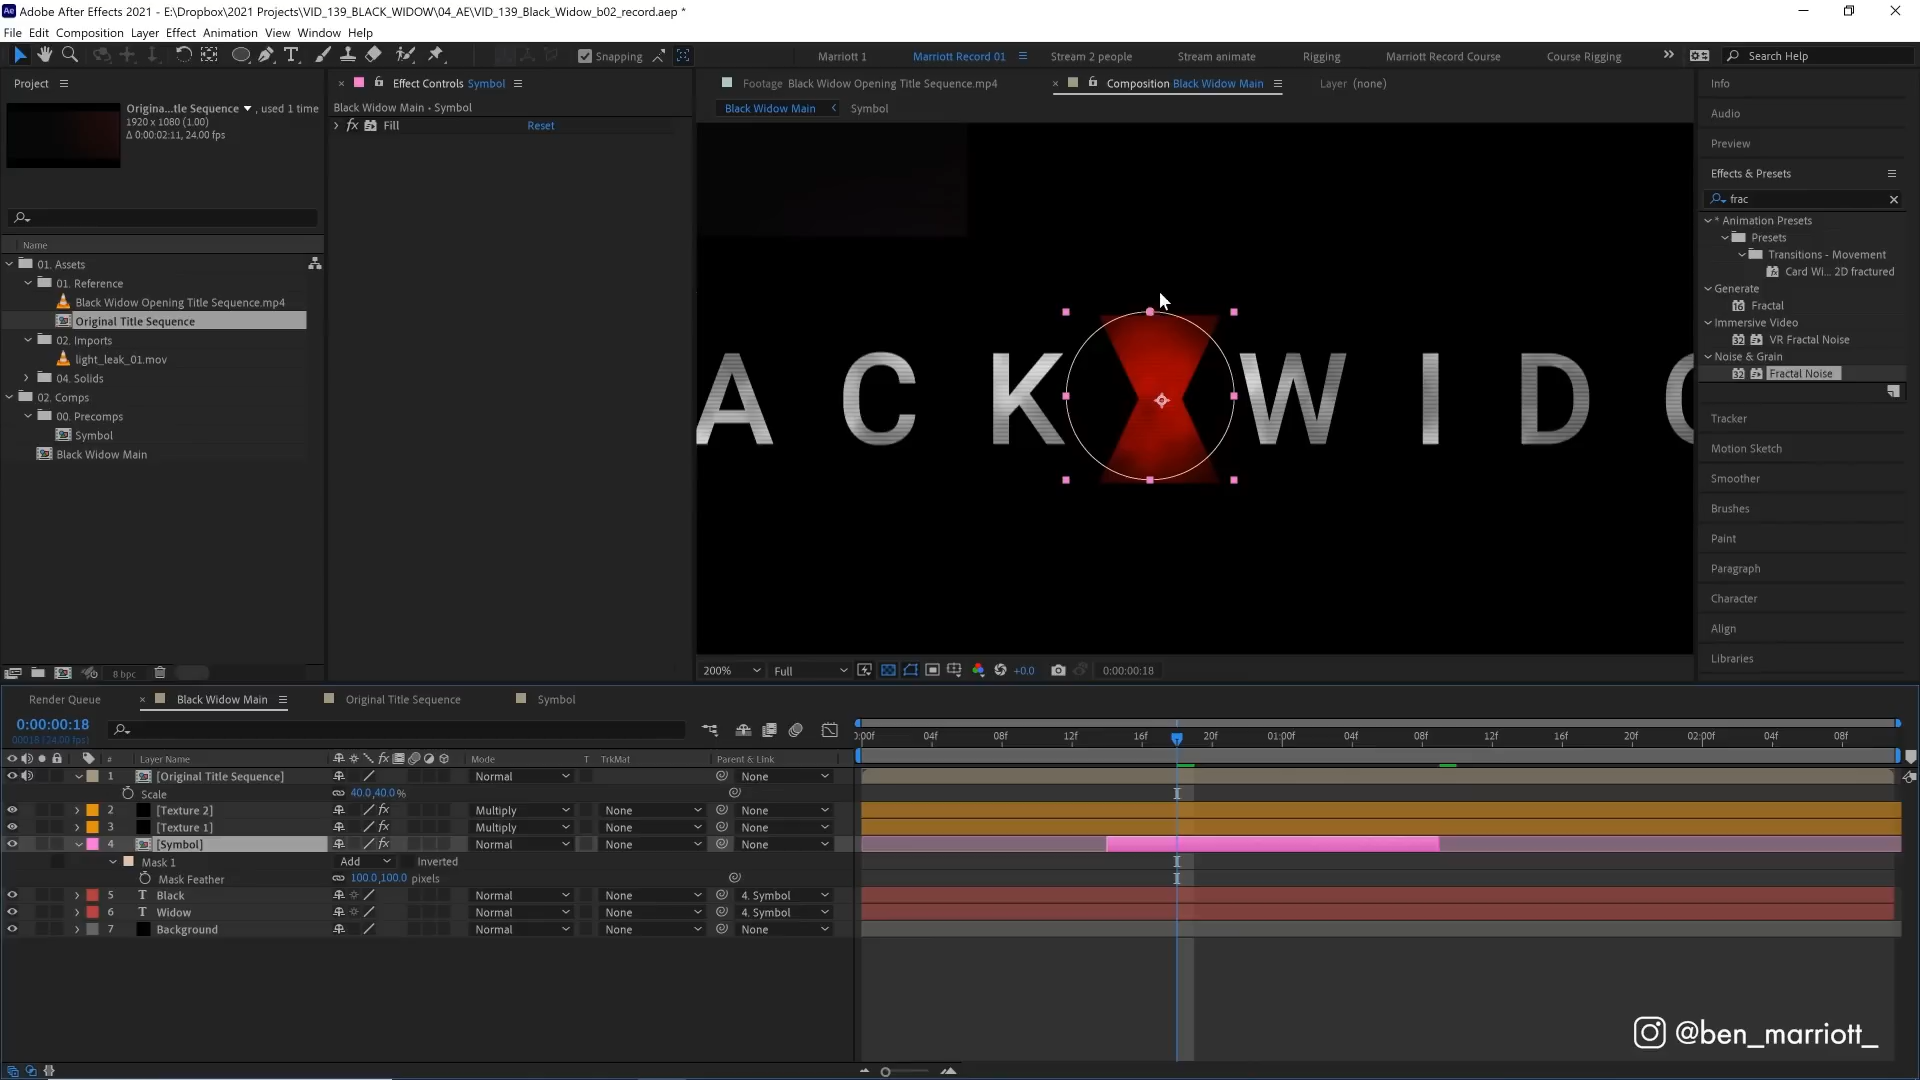 Adobe After Effects 2021 - E:\Dropbox\2021 Projects\VID_139_BLACK_WIDOW\04_AE\VID_139_Black_Widow_b02_record.aep *
File Edit Composition Layer Effect Animation View Window Help
Snapping
Marriott 1 Marriott Record 01 Stream 2 people Stream animate Rigging Marriott Record Course Course Rigging
Search Help
Project
Origina...tle Sequence , used 1 time
1920 x 1080 (1.00)
Δ 0:00:02:11, 24.00 fps
Name
01. Assets
01. Reference
Black Widow Opening Title Sequence.mp4
Original Title Sequence
02. Imports
light_leak_01.mov
04. Solids
02. Comps
00. Precomps
Symbol
Black Widow Main
8 bpc
Effect Controls Symbol
Black Widow Main • Symbol
fx Fill Reset
Footage Black Widow Opening Title Sequence.mp4
Composition Black Widow Main
Layer (none)
Black Widow Main Symbol
ACK WIDO
200% Full +0.0 0:00:00:18
Info
Audio
Preview
Effects & Presets
frac
* Animation Presets
Presets
Transitions - Movement
Card Wi... 2D fractured
Generate
Fractal
Immersive Video
VR Fractal Noise
Noise & Grain
Fractal Noise
Tracker
Motion Sketch
Smoother
Brushes
Paint
Paragraph
Character
Align
Libraries
Render Queue Black Widow Main Original Title Sequence Symbol
0:00:00:18
00018 (24.00 fps)
:00f 04f 08f 12f 16f 20f 01:00f 04f 08f 12f 16f 20f 02:00f 04f 08f
# Layer Name Mode T TrkMat Parent & Link
1 [Original Title Sequence] Normal None
Scale 40.0,40.0%
2 [Texture 2] fx Multiply None None
3 [Texture 1] fx Multiply None None
4 [Symbol] fx Normal None None
Mask 1 Add Inverted
Mask Feather 100.0,100.0 pixels
5 T Black Normal None 4. Symbol
6 T Widow Normal None 4. Symbol
7 Background Normal None None
@ben_marriott_